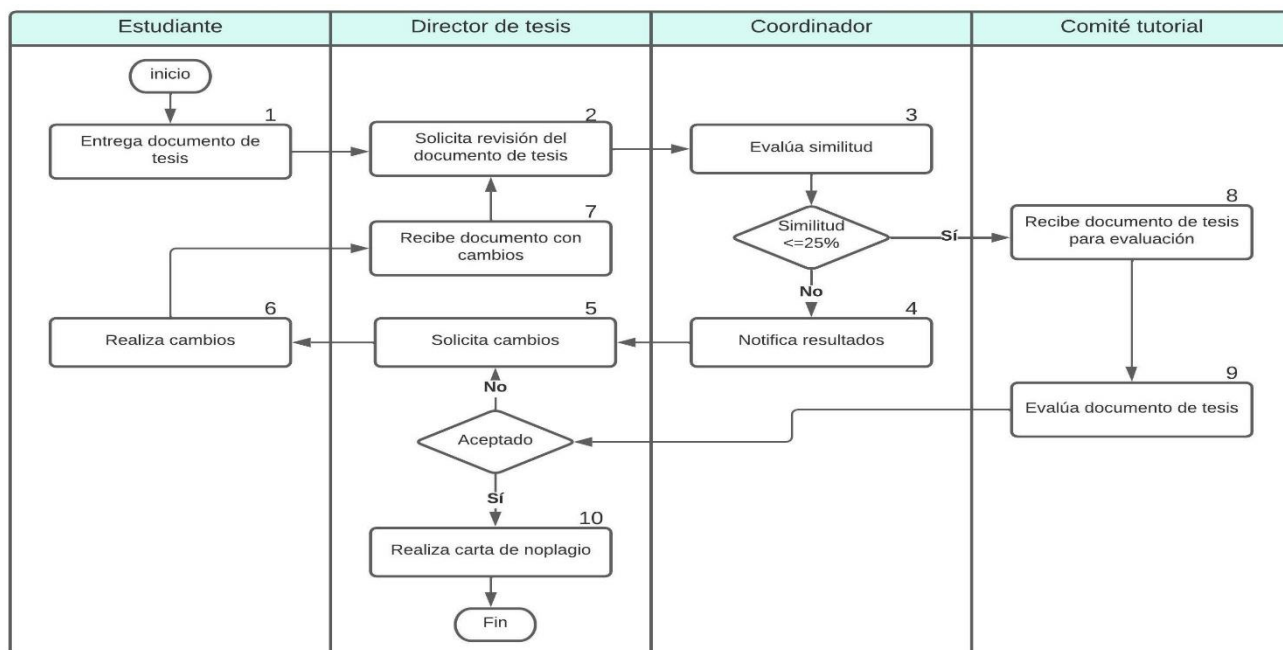 Estudiante
Director de tesis
Coordinador
Comité tutorial
inicio
1
Entrega documento de
tesis
2
Solicita revisión del
documento de tesis
3
Evalúa similitud
Similitud
<=25%
Sí
No
8
Recibe documento de tesis
para evaluación
7
Recibe documento con
cambios
6
Realiza cambios
5
Solicita cambios
4
Notifica resultados
9
Evalúa documento de tesis
No
Aceptado
Sí
10
Realiza carta de noplagio
Fin